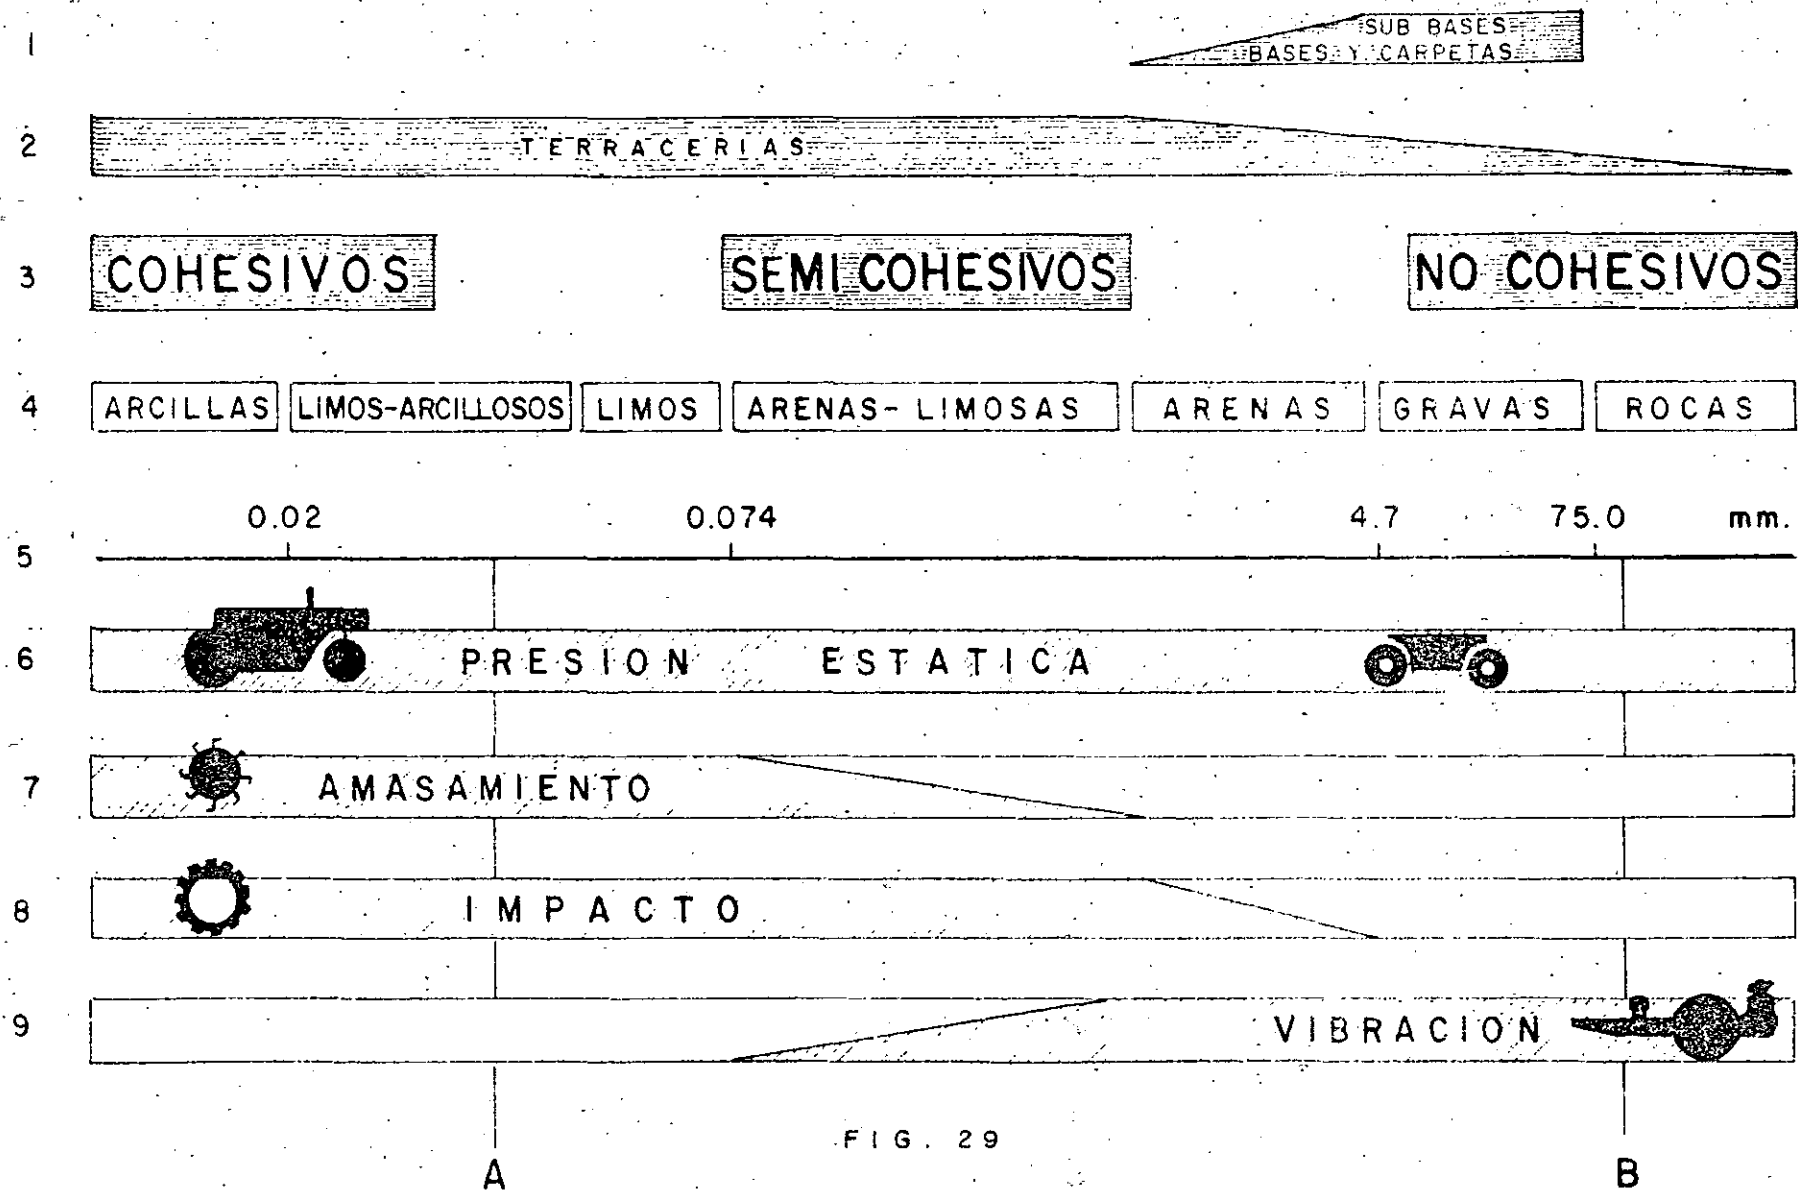 1 SUB BASES
BASES Y CARPETAS
2 TERRACERIAS
3 COHESIVOS SEMI COHESIVOS NO COHESIVOS
4 ARCILLAS LIMOS-ARCILLOSOS LIMOS ARENAS-LIMOSAS ARENAS GRAVAS ROCAS
0.02 0.074 4.7 75.0 mm.
5
6 PRESION ESTATICA
7 AMASAMIENTO
8 IMPACTO
9 VIBRACION
FIG. 29
A B